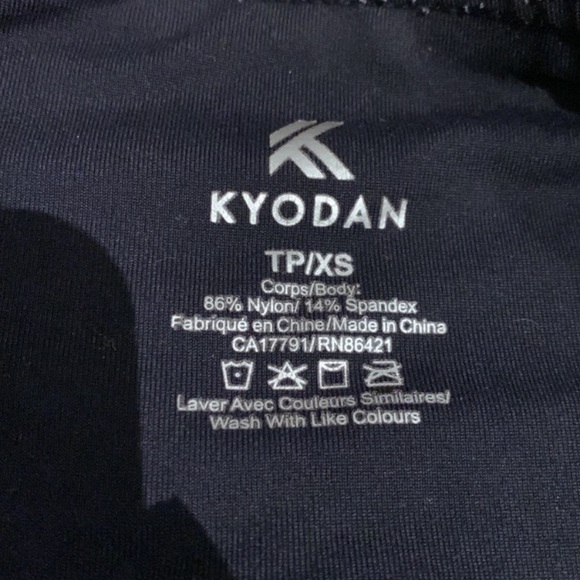 KYODAN
TP/XS
Corps/Body:
86% Nylon/ 14% Spandex
Fabriqué en Chine/Made in China
CA17791/RN86421
Laver Avec Couleurs Similaires/
Wash With Like Colours